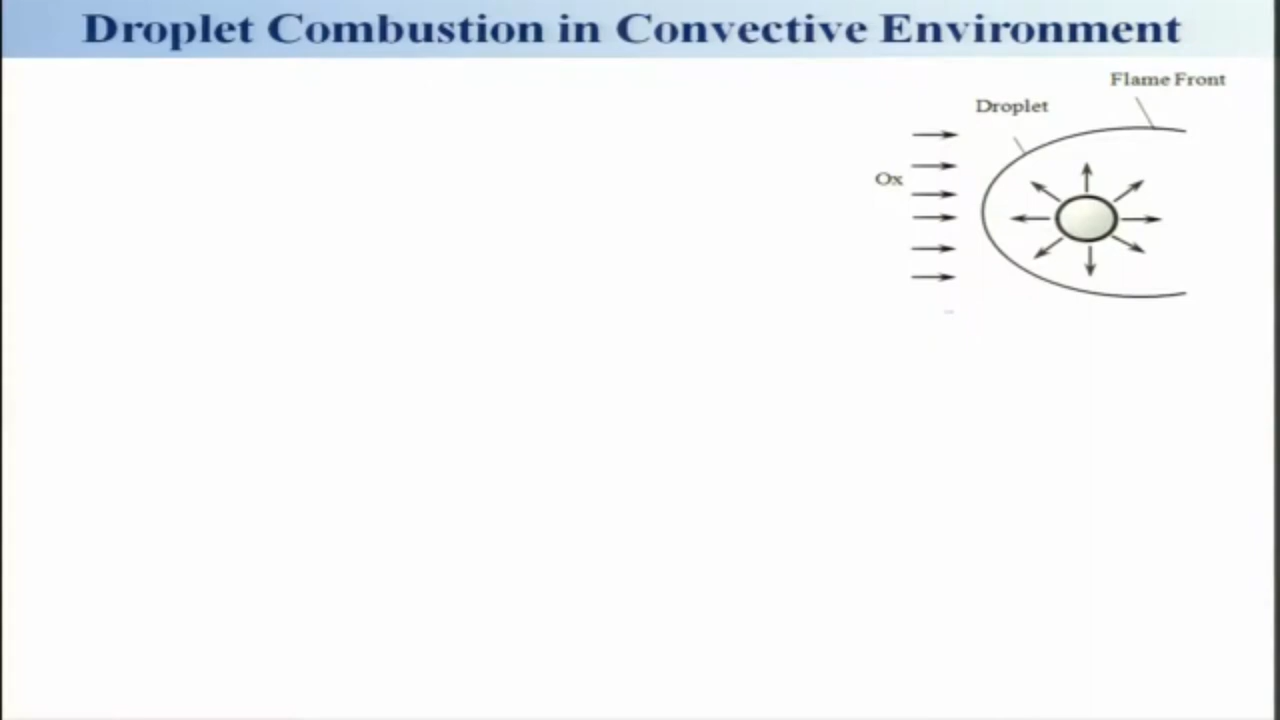 Droplet Combustion in Convective Environment
Flame Front
Droplet
Ox